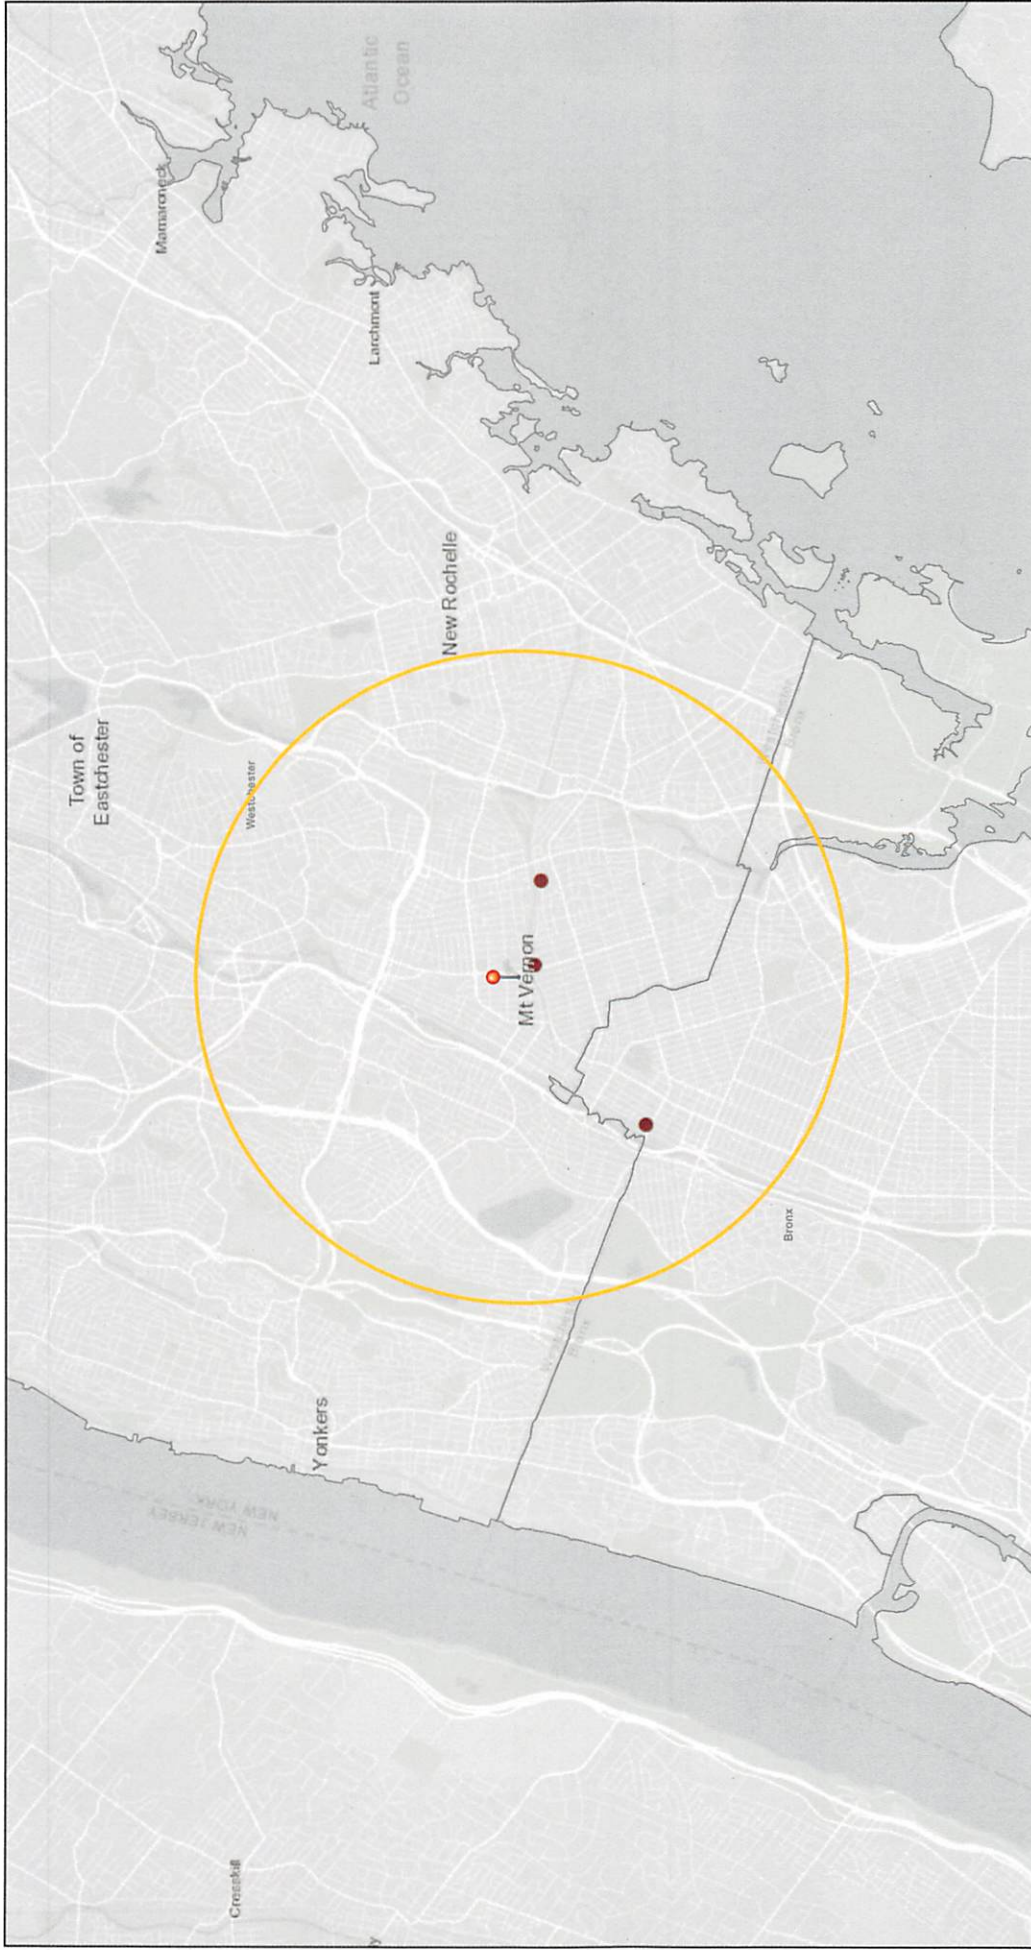 Atlantic
Ocean
Mamaroneck
Larchmont
New Rochelle
Town of
Eastchester
Westchester
Mt Vernon
Bronx
Yonkers
NEW YORK
NEW JERSEY
Cresskill